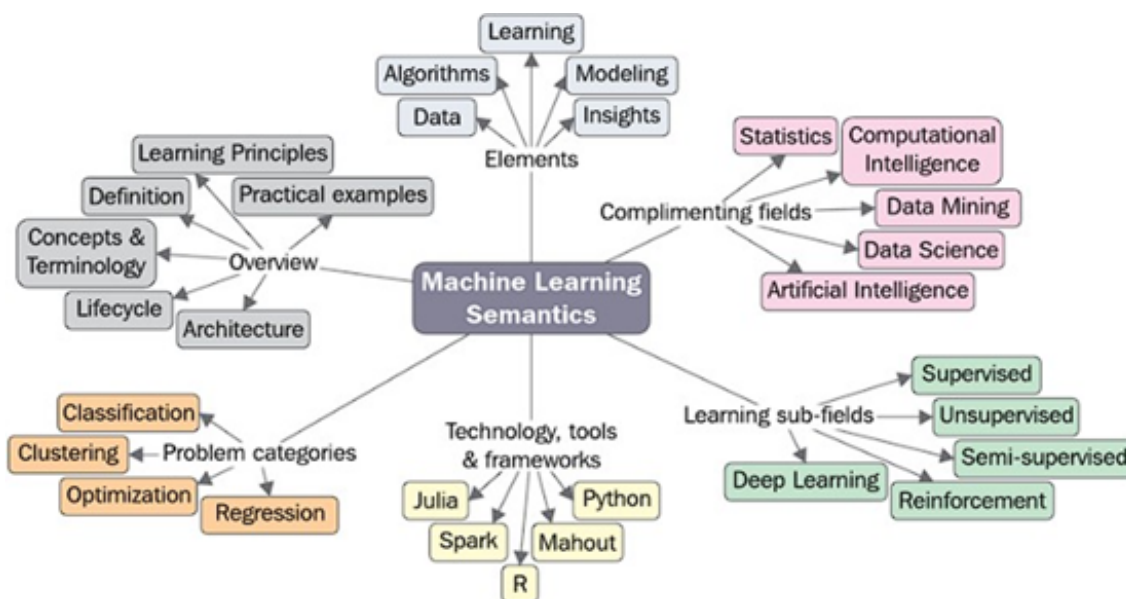 Learning
Algorithms
Modeling
Data
Insights
Elements
Statistics
Computational
Intelligence
Data Mining
Data Science
Artificial Intelligence
Complimenting fields
Learning Principles
Practical examples
Definition
Concepts &
Terminology
Overview
Lifecycle
Architecture
Machine Learning
Semantics
Classification
Clustering
Problem categories
Optimization
Regression
Technology, tools
& frameworks
Julia
Python
Spark
Mahout
R
Learning sub-fields
Supervised
Unsupervised
Semi-supervised
Deep Learning
Reinforcement